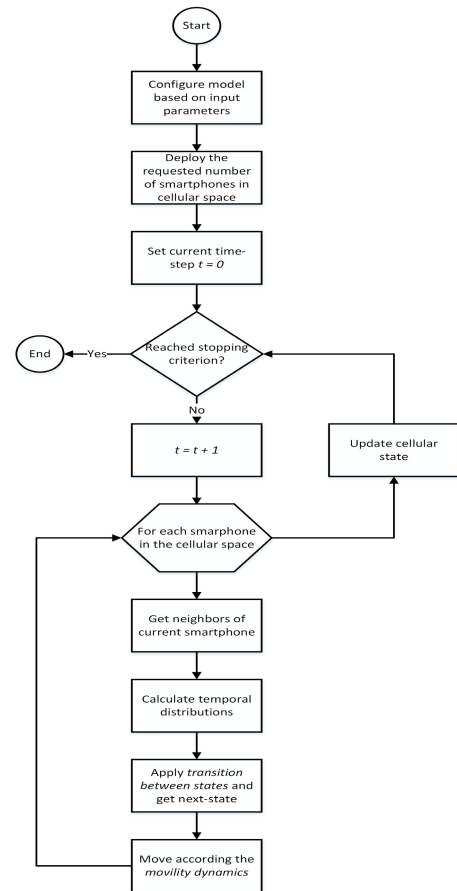 Start
Configure model
based on input
parameters
Deploy the
requested number
of smartphones in
cellular space
Set current time-
step t = 0
Reached stopping
criterion?
Yes
End
No
t = t + 1
Update cellular
state
For each smarphone
in the cellular space
Get neighbors of
current smartphone
Calculate temporal
distributions
Apply transition
between states and
get next-state
Move according the
movility dynamics